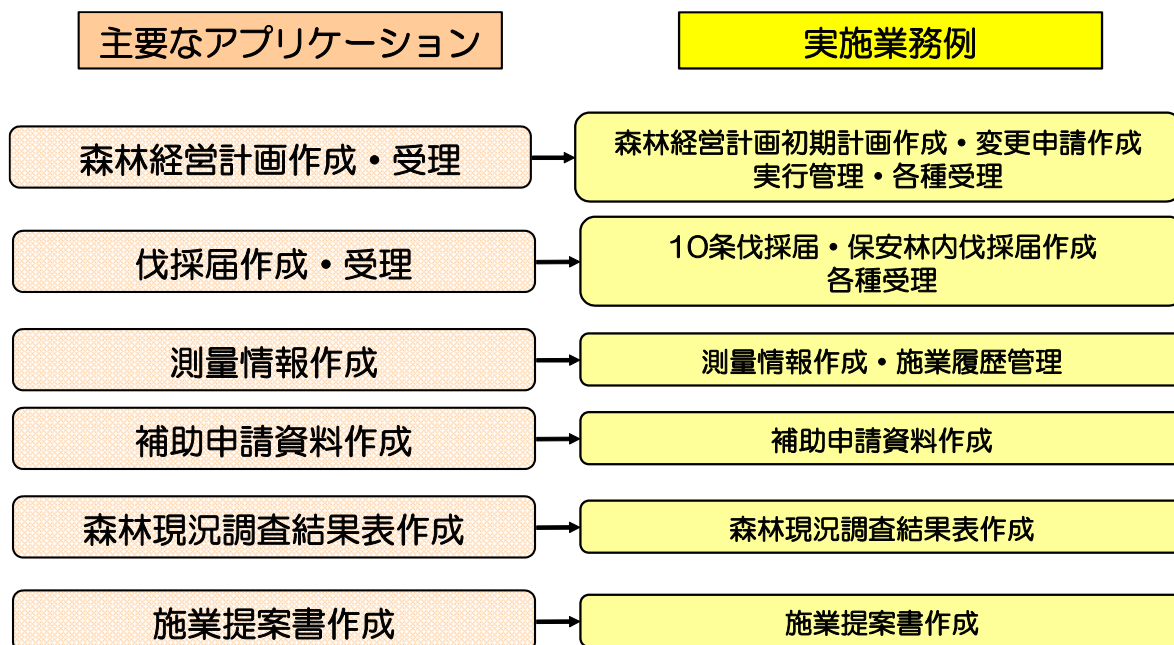 主要なアプリケーション
実施業務例
森林経営計画作成・受理
森林経営計画初期計画作成・変更申請作成
実行管理・各種受理
伐採届作成・受理
10条伐採届・保安林内伐採届作成
各種受理
測量情報作成
測量情報作成・施業履歴管理
補助申請資料作成
補助申請資料作成
森林現況調査結果表作成
森林現況調査結果表作成
施業提案書作成
施業提案書作成